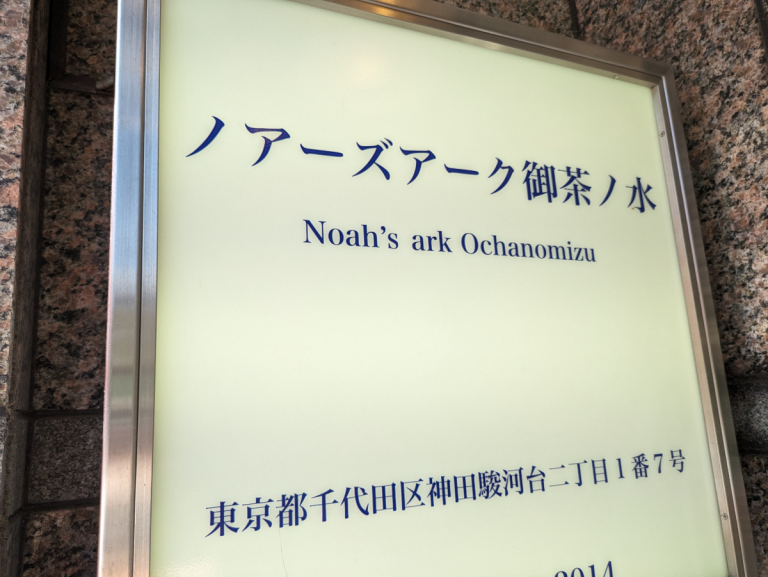 ノアーズアーク御茶ノ水
Noah's ark Ochanomizu
東京都千代田区神田駿河台二丁目1番7号
2014